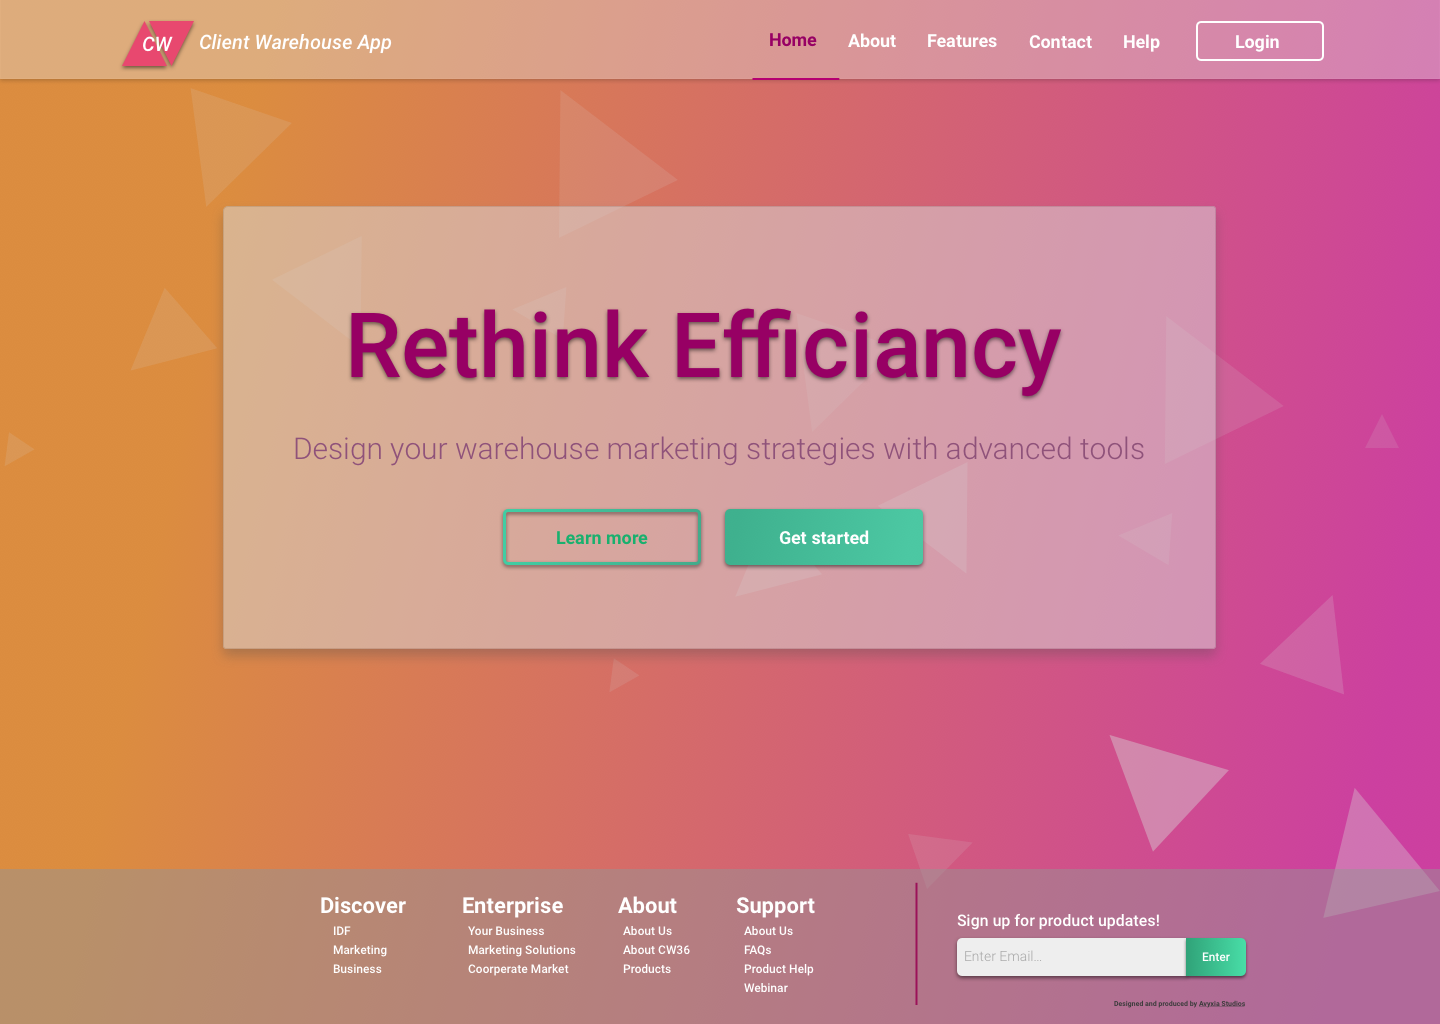 CW Client Warehouse App Home About Features Contact Help Login
Rethink Efficiancy
Design your warehouse marketing strategies with advanced tools
Learn more Get started
Discover Enterprise About Support
IDF Your Business About Us About Us
Marketing Marketing Solutions About CW36 FAQs
Business Coorperate Market Products Product Help
Webinar
Sign up for product updates!
Enter Email... Enter
Designed and produced by Avyxia Studios